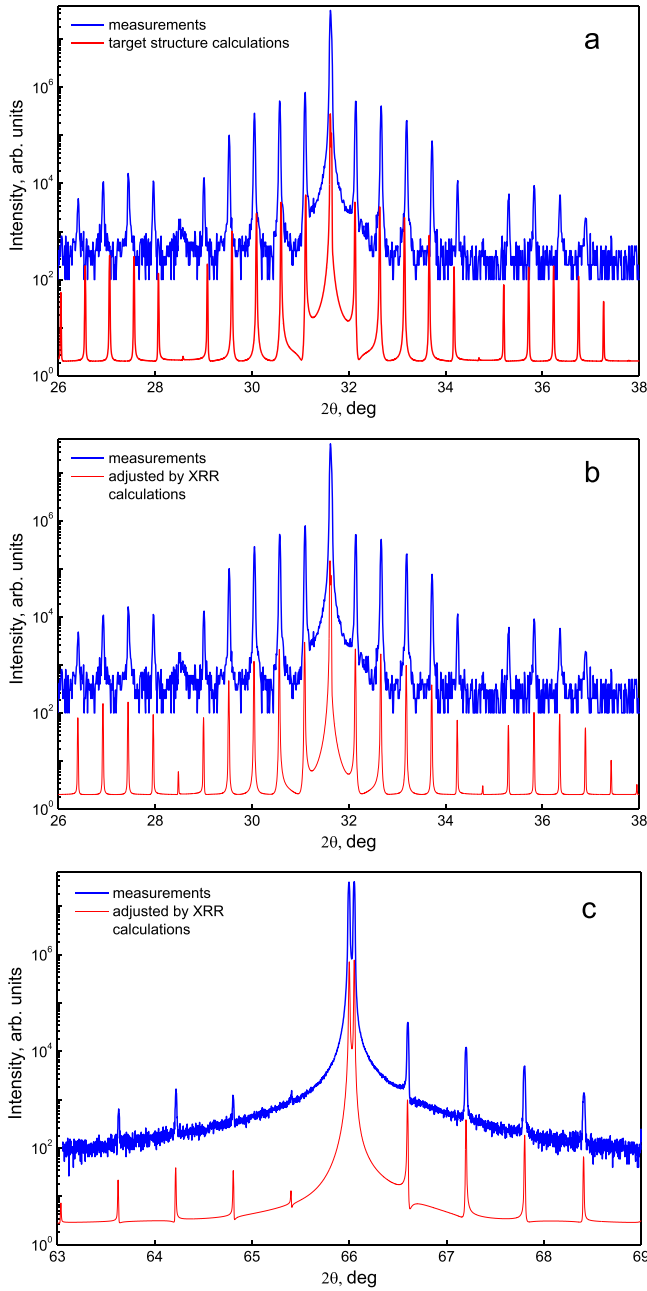 measurements
target structure calculations
a
Intensity, arb. units
10^6
10^4
10^2
10^0
26 28 30 32 34 36 38
2θ, deg
measurements
adjusted by XRR
calculations
b
Intensity, arb. units
10^6
10^4
10^2
10^0
26 28 30 32 34 36 38
2θ, deg
measurements
adjusted by XRR
calculations
c
Intensity, arb. units
10^6
10^4
10^2
10^0
63 64 65 66 67 68 69
2θ, deg